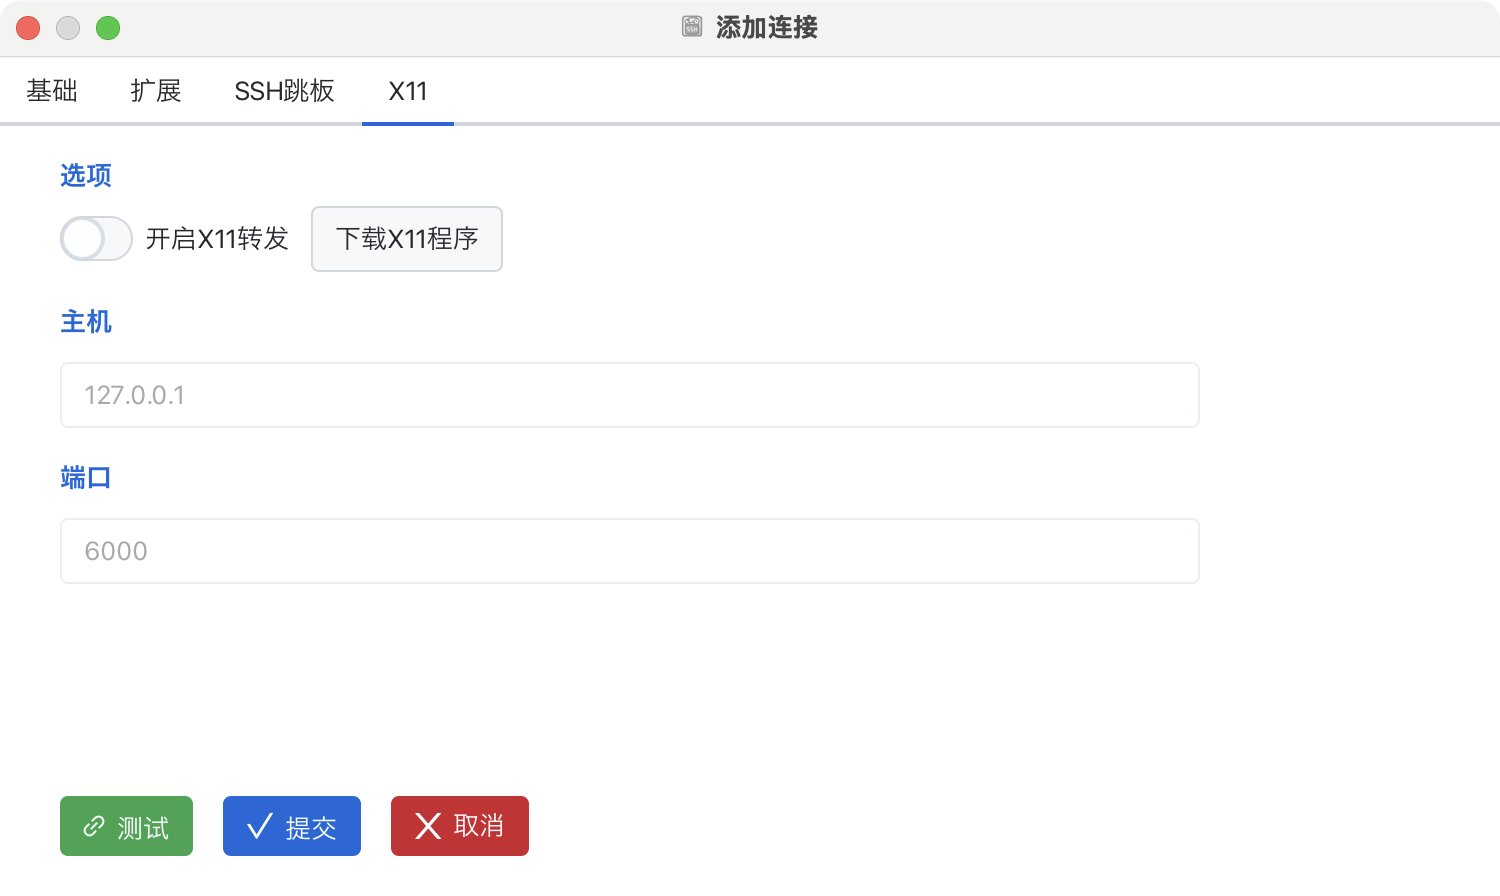 添加连接
基础 扩展 SSH跳板 X11
选项
开启X11转发 下载X11程序
主机
127.0.0.1
端口
6000
测试 提交 取消